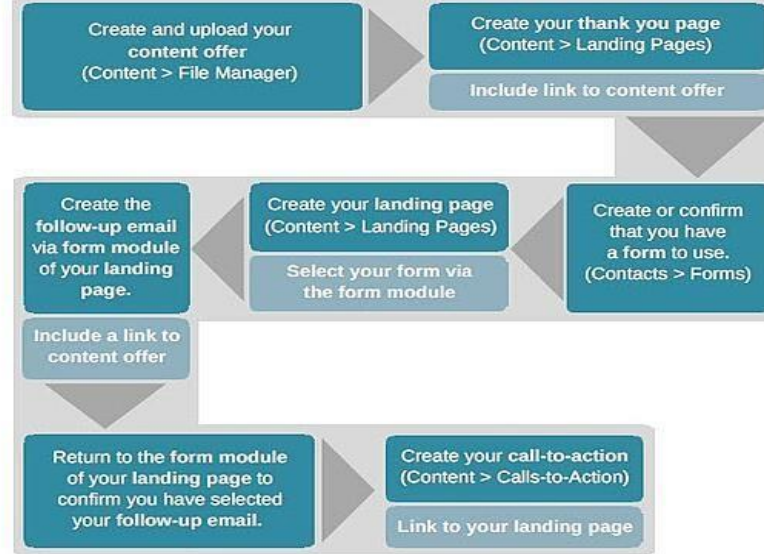 Create and upload your
content offer
(Content > File Manager)
Create your thank you page
(Content > Landing Pages)
Include link to content offer
Create or confirm
that you have
a form to use.
(Contacts > Forms)
Create your landing page
(Content > Landing Pages)
Select your form via
the form module
Create the
follow-up email
via form module
of your landing
page.
Include a link to
content offer
Return to the form module
of your landing page to
confirm you have selected
your follow-up email.
Create your call-to-action
(Content > Calls-to-Action)
Link to your landing page